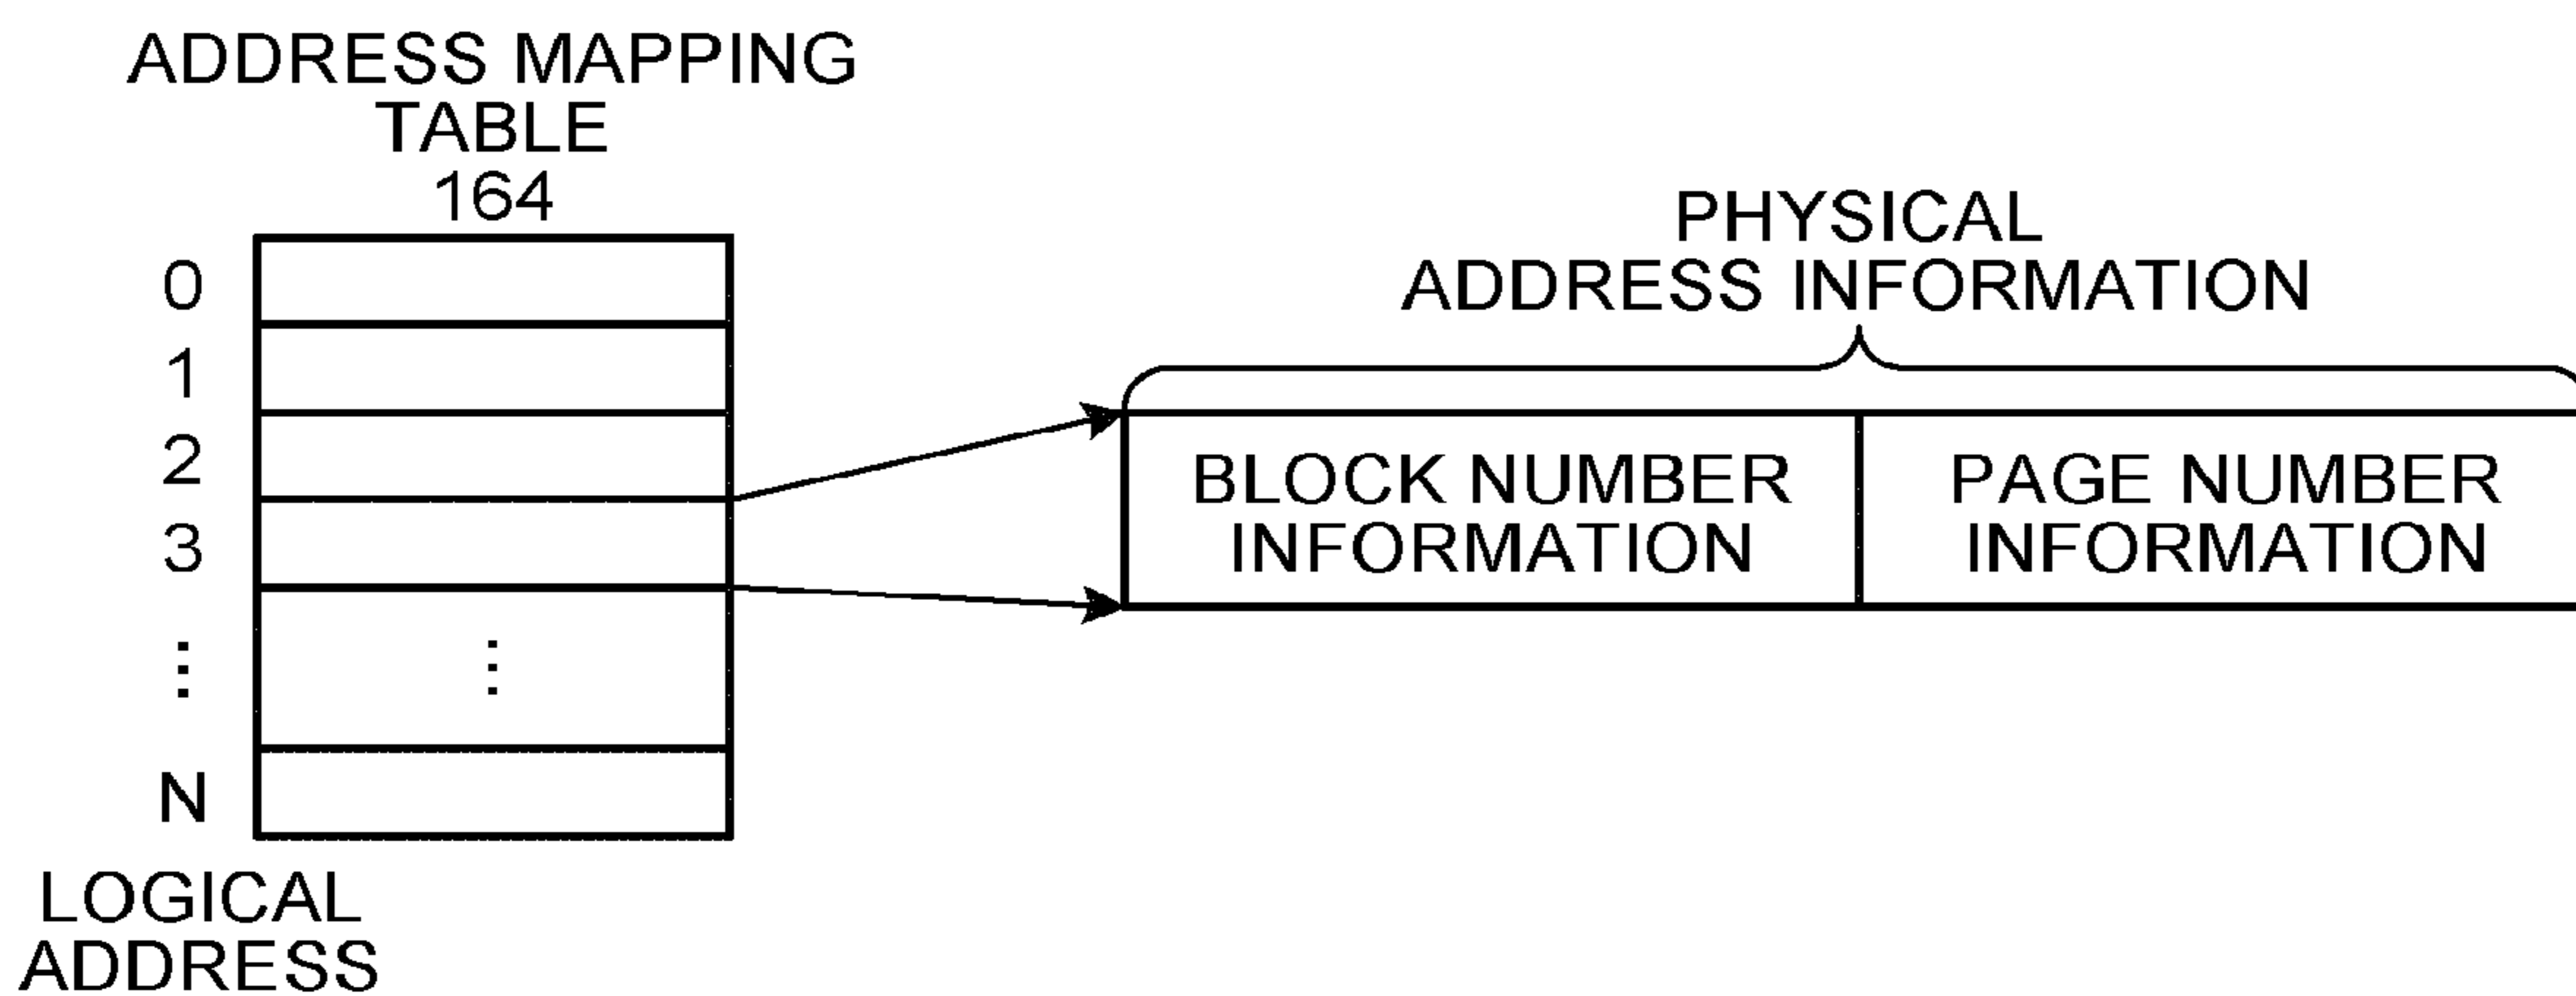 ADDRESS MAPPING
TABLE
164
0
1
2
3
⋮
⋮
N
LOGICAL
ADDRESS
PHYSICAL
ADDRESS INFORMATION
BLOCK NUMBER
INFORMATION
PAGE NUMBER
INFORMATION